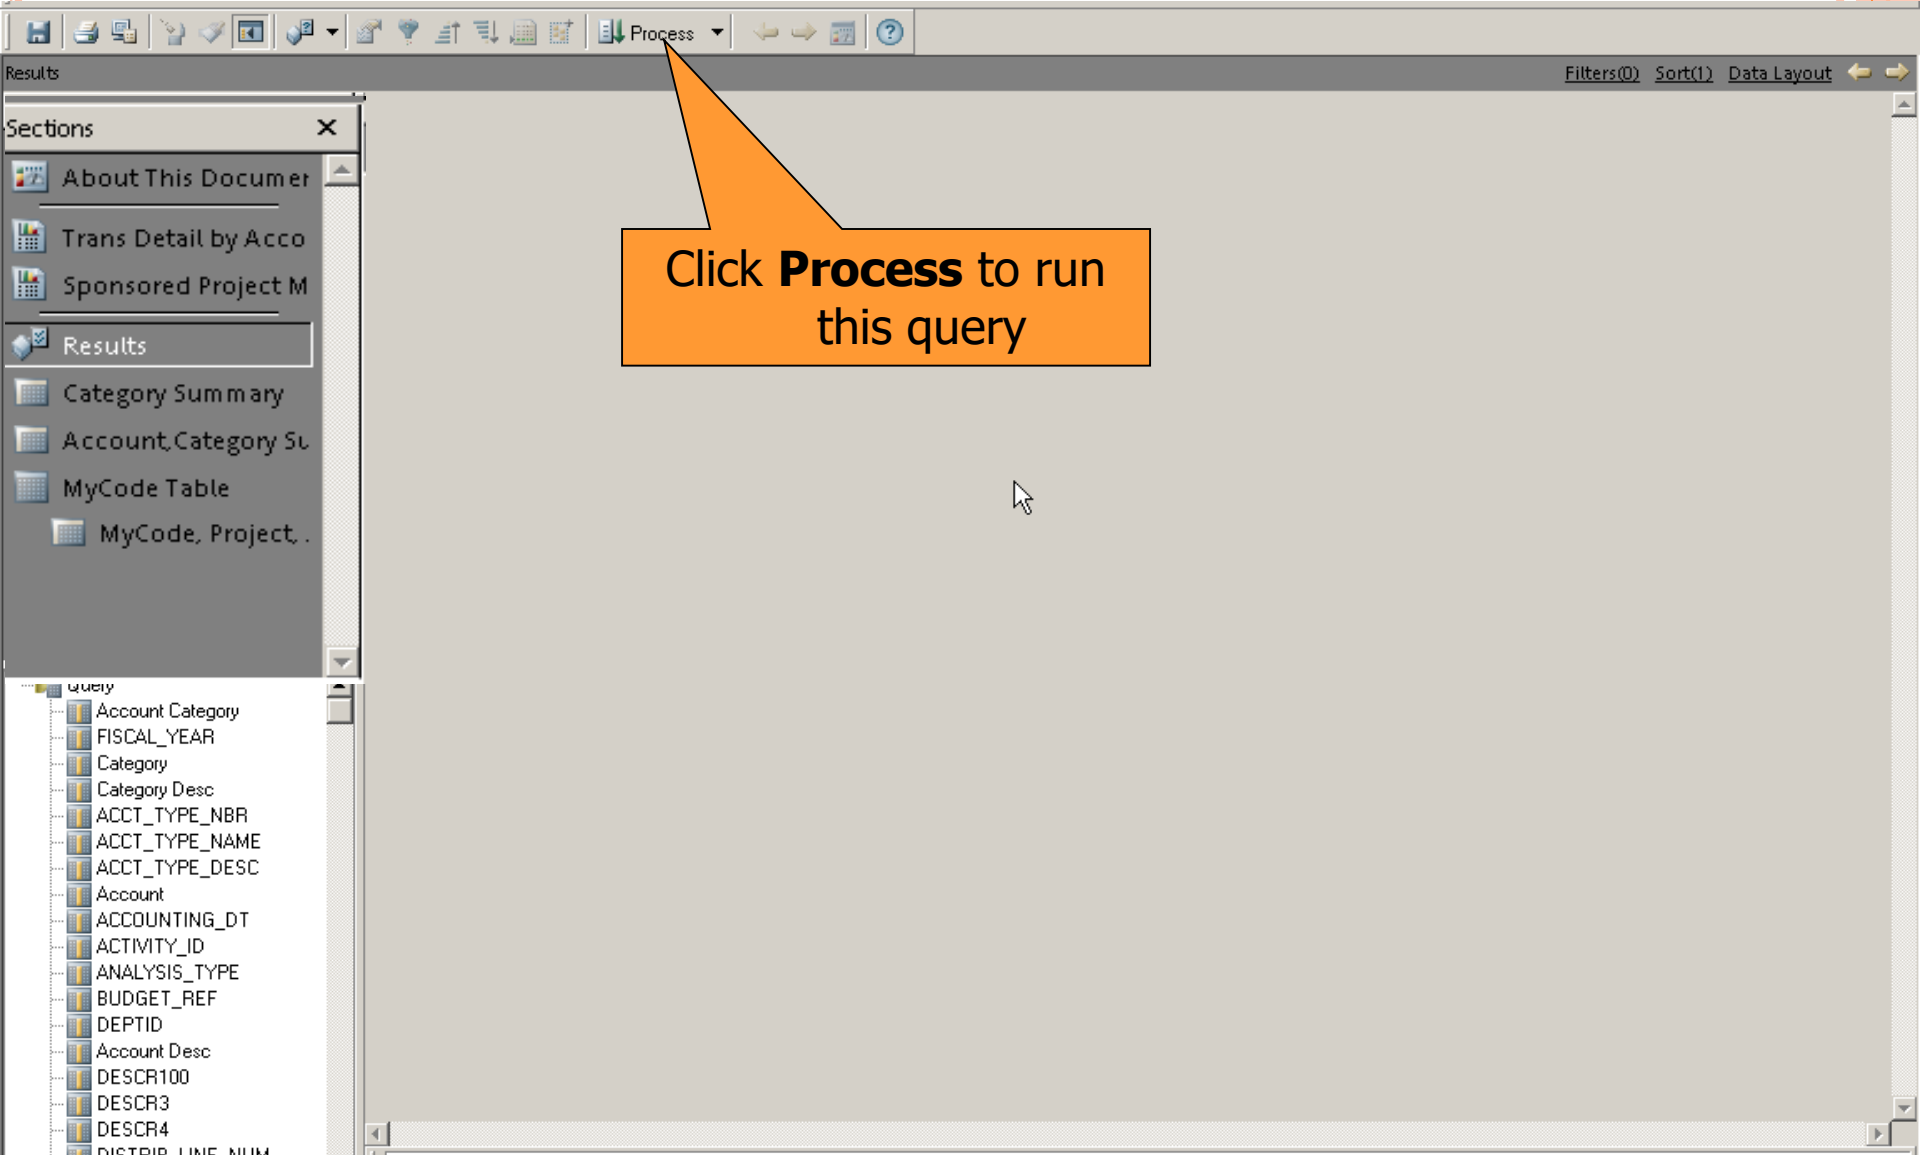 Process
Results
Filters(0) Sort(1) Data Layout
Sections
About This Documer
Trans Detail by Acco
Sponsored Project M
Results
Category Summary
Account,Category Su
MyCode Table
MyCode, Project, .
Click Process to run
this query
Query
Account Category
FISCAL_YEAR
Category
Category Desc
ACCT_TYPE_NBR
ACCT_TYPE_NAME
ACCT_TYPE_DESC
Account
ACCOUNTING_DT
ACTIVITY_ID
ANALYSIS_TYPE
BUDGET_REF
DEPTID
Account Desc
DESCR100
DESCR3
DESCR4
DISTRIB_LINE_NUM